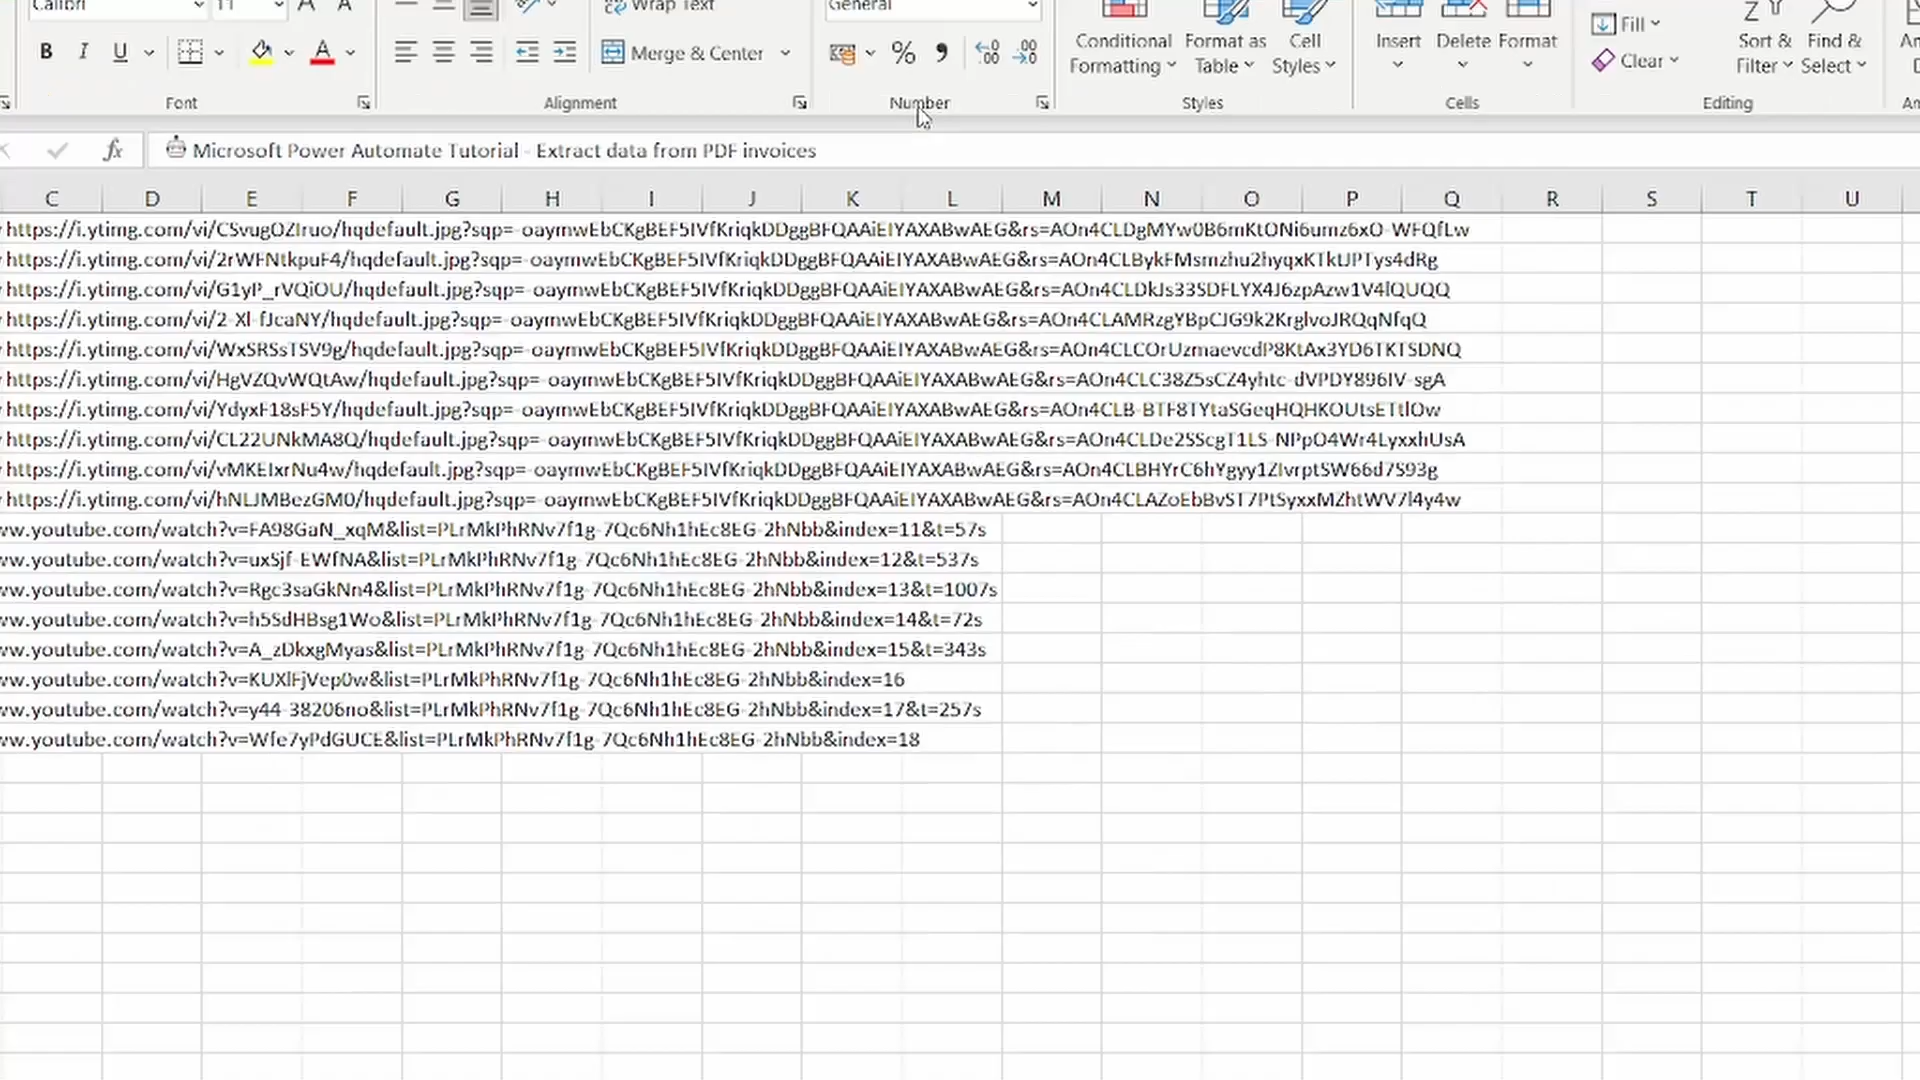 Calibri 11 A A Wrap Text General
B I U A Merge & Center % , Conditional Formatting Format as Table Cell Styles Insert Delete Format Fill Clear Sort & Filter Find & Select
Font Alignment Number Styles Cells Editing
fx Microsoft Power Automate Tutorial - Extract data from PDF invoices
C D E F G H I J K L M N O P Q R S T U
https://i.ytimg.com/vi/CSvugOZIruo/hqdefault.jpg?sqp=-oaymwEbCKgBEF5IVfKriqkDDggBFQAAiEIYAXABwAEG&rs=AOn4CLDgMYw0B6mKtONi6umz6xO-WFQfLw
https://i.ytimg.com/vi/2rWFNtkpuF4/hqdefault.jpg?sqp=-oaymwEbCKgBEF5IVfKriqkDDggBFQAAiEIYAXABwAEG&rs=AOn4CLBykFMsmzhu2hyqxKTktJPTys4dRg
https://i.ytimg.com/vi/G1yP_rVQiOU/hqdefault.jpg?sqp=-oaymwEbCKgBEF5IVfKriqkDDggBFQAAiEIYAXABwAEG&rs=AOn4CLDkJs33SDFLYX4J6zpAzw1V4lQUQQ
https://i.ytimg.com/vi/2-Xl-fJcaNY/hqdefault.jpg?sqp=-oaymwEbCKgBEF5IVfKriqkDDggBFQAAiEIYAXABwAEG&rs=AOn4CLAMRzgYBpCJG9k2KrglvoJRQqNfqQ
https://i.ytimg.com/vi/WxSRSsTSV9g/hqdefault.jpg?sqp=-oaymwEbCKgBEF5IVfKriqkDDggBFQAAiEIYAXABwAEG&rs=AOn4CLCOrUzmaevcdP8KtAx3YD6TKTSDNQ
https://i.ytimg.com/vi/HgVZQvWQtAw/hqdefault.jpg?sqp=-oaymwEbCKgBEF5IVfKriqkDDggBFQAAiEIYAXABwAEG&rs=AOn4CLC38Z5sCZ4yhtc-dVPDY896IV-sgA
https://i.ytimg.com/vi/YdyxF18sF5Y/hqdefault.jpg?sqp=-oaymwEbCKgBEF5IVfKriqkDDggBFQAAiEIYAXABwAEG&rs=AOn4CLB-BTF8TYtaSGeqHQHKOUtsETtlOw
https://i.ytimg.com/vi/CL22UNkMA8Q/hqdefault.jpg?sqp=-oaymwEbCKgBEF5IVfKriqkDDggBFQAAiEIYAXABwAEG&rs=AOn4CLDe2SScgT1LS-NPpO4Wr4LyxxhUsA
https://i.ytimg.com/vi/vMKEIxrNu4w/hqdefault.jpg?sqp=-oaymwEbCKgBEF5IVfKriqkDDggBFQAAiEIYAXABwAEG&rs=AOn4CLBHYrC6hYgyy1ZIvrptSW66d7S93g
https://i.ytimg.com/vi/hNLJMBezGM0/hqdefault.jpg?sqp=-oaymwEbCKgBEF5IVfKriqkDDggBFQAAiEIYAXABwAEG&rs=AOn4CLAZoEbBvST7PtSyxxMZhtWV7l4y4w
ww.youtube.com/watch?v=FA98GaN_xqM&list=PLrMkPhRNv7f1g-7Qc6Nh1hEc8EG-2hNbb&index=11&t=57s
ww.youtube.com/watch?v=uxSjf-EWfNA&list=PLrMkPhRNv7f1g-7Qc6Nh1hEc8EG-2hNbb&index=12&t=537s
ww.youtube.com/watch?v=Rgc3saGkNn4&list=PLrMkPhRNv7f1g-7Qc6Nh1hEc8EG-2hNbb&index=13&t=1007s
ww.youtube.com/watch?v=h5SdHBsg1Wo&list=PLrMkPhRNv7f1g-7Qc6Nh1hEc8EG-2hNbb&index=14&t=72s
ww.youtube.com/watch?v=A_zDkxgMyas&list=PLrMkPhRNv7f1g-7Qc6Nh1hEc8EG-2hNbb&index=15&t=343s
ww.youtube.com/watch?v=KUXlFjVep0w&list=PLrMkPhRNv7f1g-7Qc6Nh1hEc8EG-2hNbb&index=16
ww.youtube.com/watch?v=y44-38206no&list=PLrMkPhRNv7f1g-7Qc6Nh1hEc8EG-2hNbb&index=17&t=257s
ww.youtube.com/watch?v=Wfe7yPdGUCE&list=PLrMkPhRNv7f1g-7Qc6Nh1hEc8EG-2hNbb&index=18